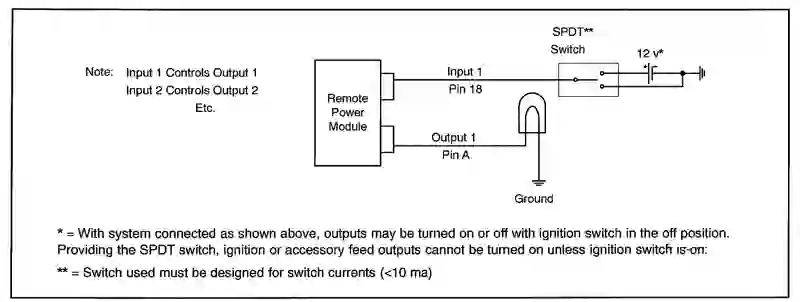 SPDT**
Switch
12 v*
Note: Input 1 Controls Output 1
Input 2 Controls Output 2
Etc.
Input 1
Pin 18
Remote
Power
Module
Output 1
Pin A
Ground
* = With system connected as shown above, outputs may be turned on or off with ignition switch in the off position.
Providing the SPDT switch, ignition or accessory feed outputs cannot be turned on unless ignition switch is on:
** = Switch used must be designed for switch currents (<10 ma)